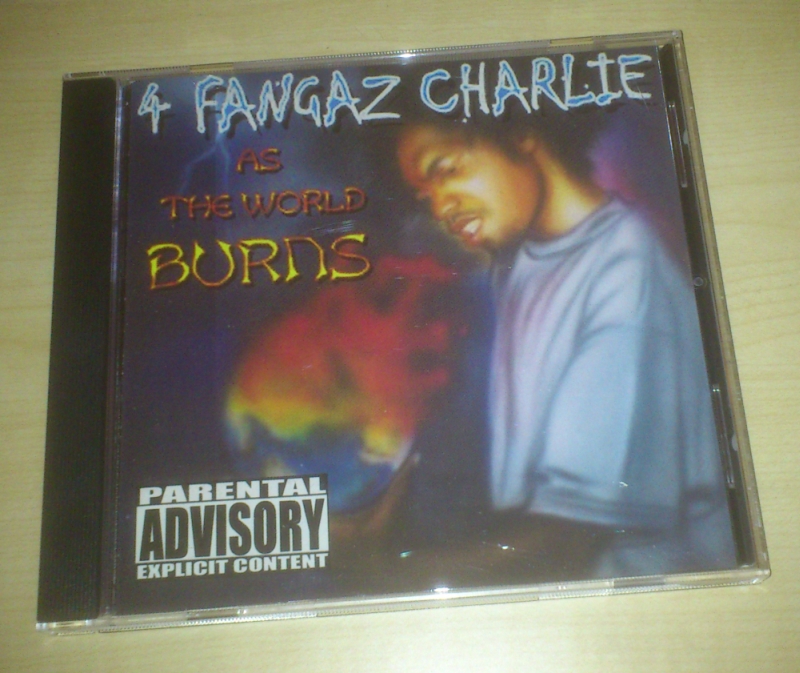 4 FANGAZ CHARLIE
AS
THE WORLD
BURNS
PARENTAL
ADVISORY
EXPLICIT CONTENT